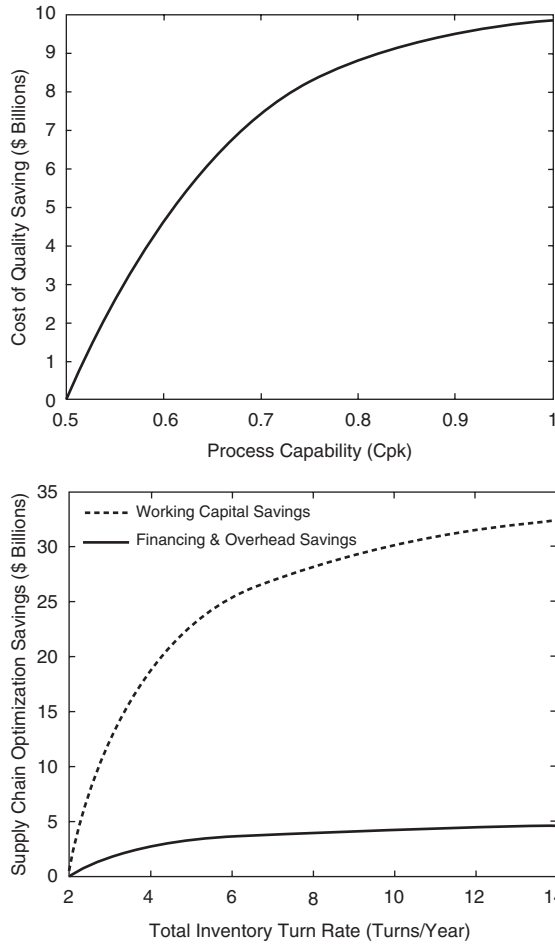 10
9
8
7
6
5
4
3
2
1
0
0.5 0.6 0.7 0.8 0.9 1
Cost of Quality Saving ($ Billions)
Process Capability (Cpk)
35
30
25
20
15
10
5
0
Working Capital Savings
Financing & Overhead Savings
2 4 6 8 10 12 14
Supply Chain Optimization Savings ($ Billions)
Total Inventory Turn Rate (Turns/Year)